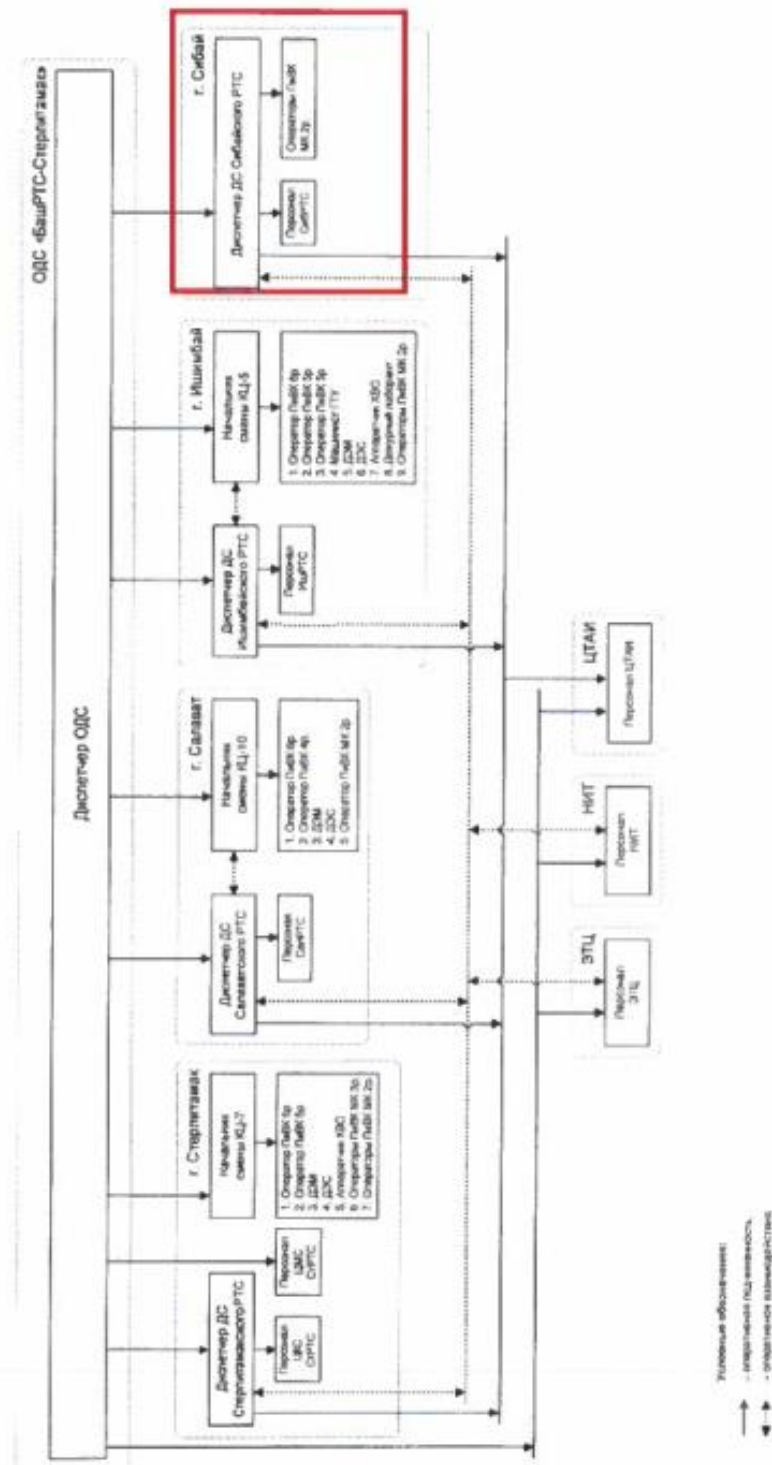 ОДС «БашРТС-Стерлитамак»
Диспетчер ОДС
г. Стерлитамак
Диспетчер ДС
Стерлитамакского РТС
Персонал
ЦМС
СтРТС
Начальник
смены КЦ-7
1. Оператор ПиВК 6р
2. Оператор ПиВК 5р
3. ДЭМ
4. ДЭС
5. Аппаратчик ХВО
6. Операторы ПиВК МК 3р.
7. Операторы ПиВК МК 2р.
г. Салават
Диспетчер ДС
Салаватского РТС
Персонал
СалРТС
Начальник
смены КЦ-10
1. Оператор ПиВК 6р.
2. Оператор ПиВК 4р.
3. ДЭМ
4. ДЭС
5. Оператор ПиВК МК 2р.
г. Ишимбай
Диспетчер ДС
Ишимбайского РТС
Персонал
ИшРТС
Начальник
смены КЦ-5
1. Оператор ПиВК 6р.
2. Оператор ПиВК 5р
3. Оператор ПиВК 3р
4. Машинист ГТУ
5. ДЭМ
6. ДЭС
7. Аппаратчик ХВО
8. Дежурный лаборант
9. Операторы ПиВК МК 2р.
г. Сибай
Диспетчер ДС Сибайского РТС
Персонал
СибРТС
Операторы ПиВК
МК 2р.
ЭТЦ
Персонал
ЭТЦ
НИТ
Персонал
НИТ
ЦТАИ
Персонал ЦТАИ
Условные обозначения:
- оперативная подчиненность
- оперативное взаимодействие